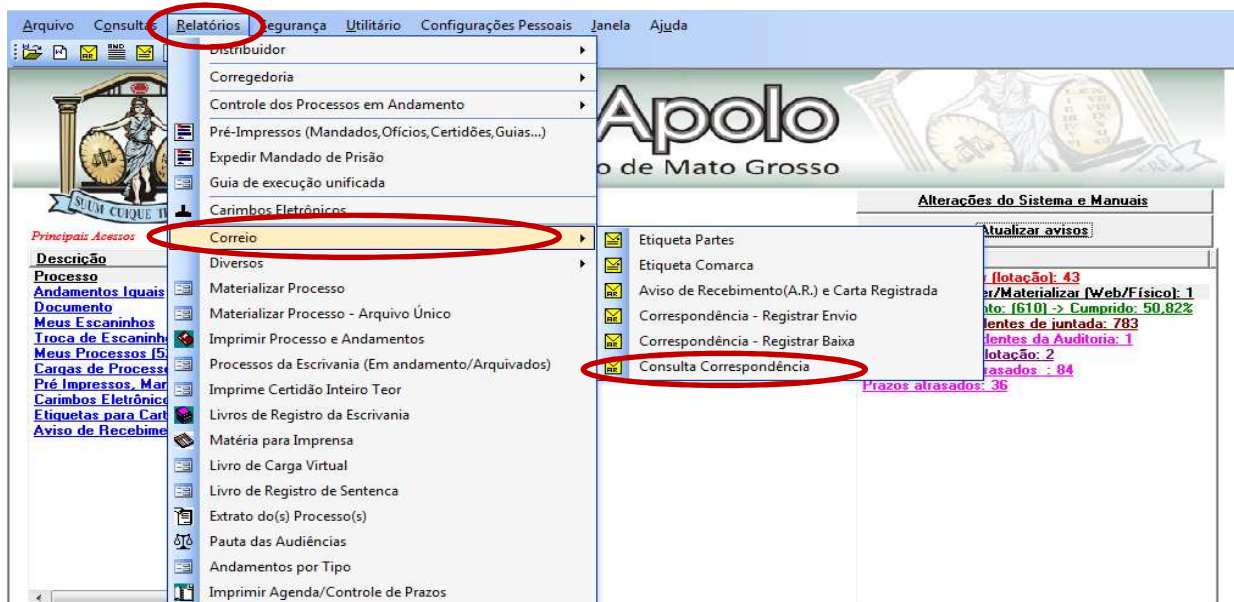 Arquivo Consultas Relatórios Segurança Utilitário Configurações Pessoais Janela Ajuda
Distribuidor
Corregedoria
Controle dos Processos em Andamento
Pré-Impressos (Mandados,Ofícios,Certidões,Guias...)
Expedir Mandado de Prisão
Guia de execução unificada
Carimbos Eletrônicos
Correio
Diversos
Materializar Processo
Materializar Processo - Arquivo Único
Imprimir Processo e Andamentos
Processos da Escrivania (Em andamento/Arquivados)
Imprime Certidão Inteiro Teor
Livros de Registro da Escrivania
Matéria para Imprensa
Livro de Carga Virtual
Livro de Registro de Sentenca
Extrato do(s) Processo(s)
Pauta das Audiências
Andamentos por Tipo
Imprimir Agenda/Controle de Prazos
Etiqueta Partes
Etiqueta Comarca
Aviso de Recebimento(A.R.) e Carta Registrada
Correspondência - Registrar Envio
Correspondência - Registrar Baixa
Consulta Correspondência
Apolo
o de Mato Grosso
SUUM CUIQUE
Principais Acessos
Descrição
Processo
Andamentos Iguais
Documento
Meus Escaninhos
Troca de Escaninh
Meus Processos (5
Cargas de Process
Pré Impressos, Mar
Carimbos Eletrônic
Etiquetas para Cart
Aviso de Recebime
Alterações do Sistema e Manuais
Atualizar avisos
(lotação): 43
er/Materializar (Web/Físico): 1
nto: (610) -> Cumprido: 50,82%
dentes de juntada: 783
dentes da Auditoria: 1
lotação: 2
rasados : 84
Prazos atrasados: 36